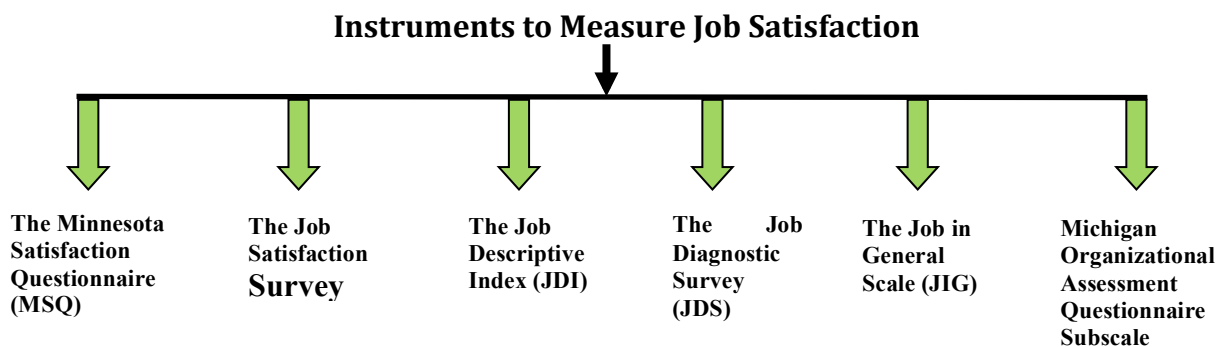 Instruments to Measure Job Satisfaction
The Minnesota
Satisfaction
Questionnaire
(MSQ)
The Job
Satisfaction
Survey
The Job
Descriptive
Index (JDI)
The Job
Diagnostic
Survey
(JDS)
The Job in
General
Scale (JIG)
Michigan
Organizational
Assessment
Questionnaire
Subscale